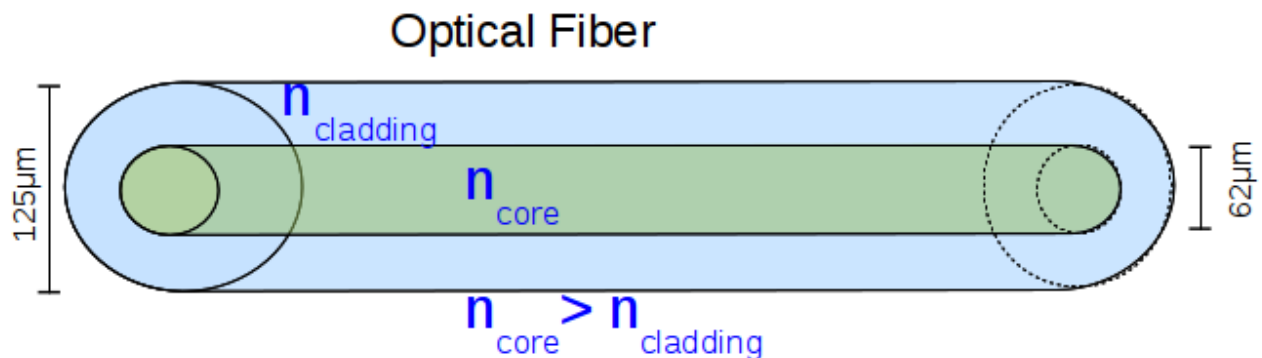 Optical Fiber
n cladding
125µm
n core
62µm
n core > n cladding